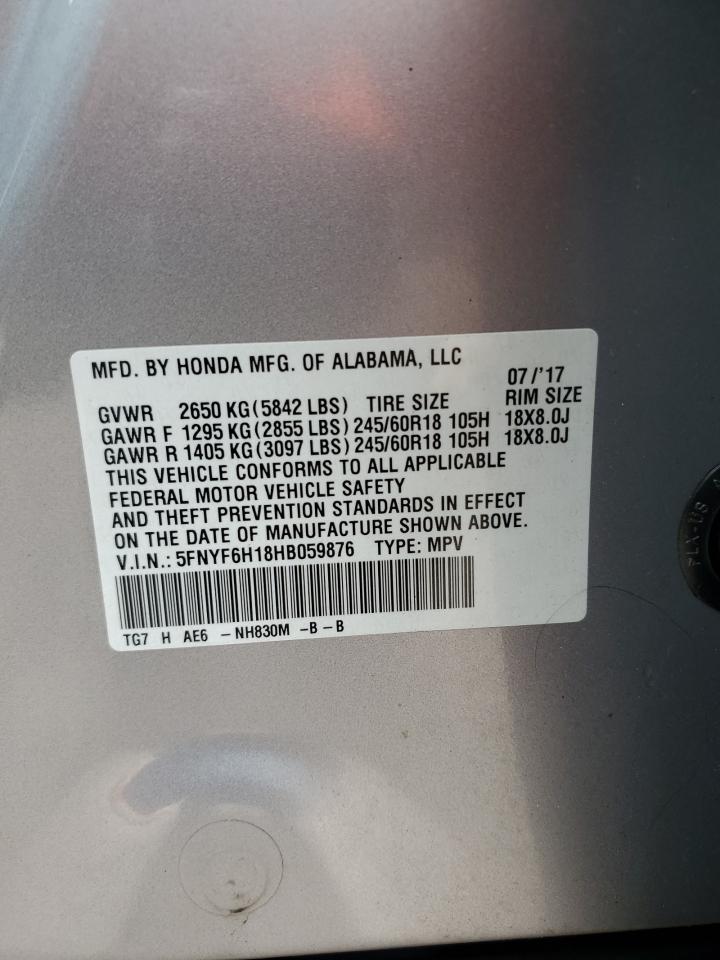 MFD. BY HONDA MFG. OF ALABAMA, LLC
07/'17
GVWR 2650 KG(5842 LBS) TIRE SIZE RIM SIZE
GAWR F 1295 KG(2855 LBS)245/60R18 105H 18X8.0J
GAWR R 1405 KG(3097 LBS)245/60R18 105H 18X8.0J
THIS VEHICLE CONFORMS TO ALL APPLICABLE
FEDERAL MOTOR VEHICLE SAFETY
AND THEFT PREVENTION STANDARDS IN EFFECT
ON THE DATE OF MANUFACTURE SHOWN ABOVE.
V.I.N.: 5FNYF6H18HB059876 TYPE: MPV
TG7 H AE6 -NH830M -B-B